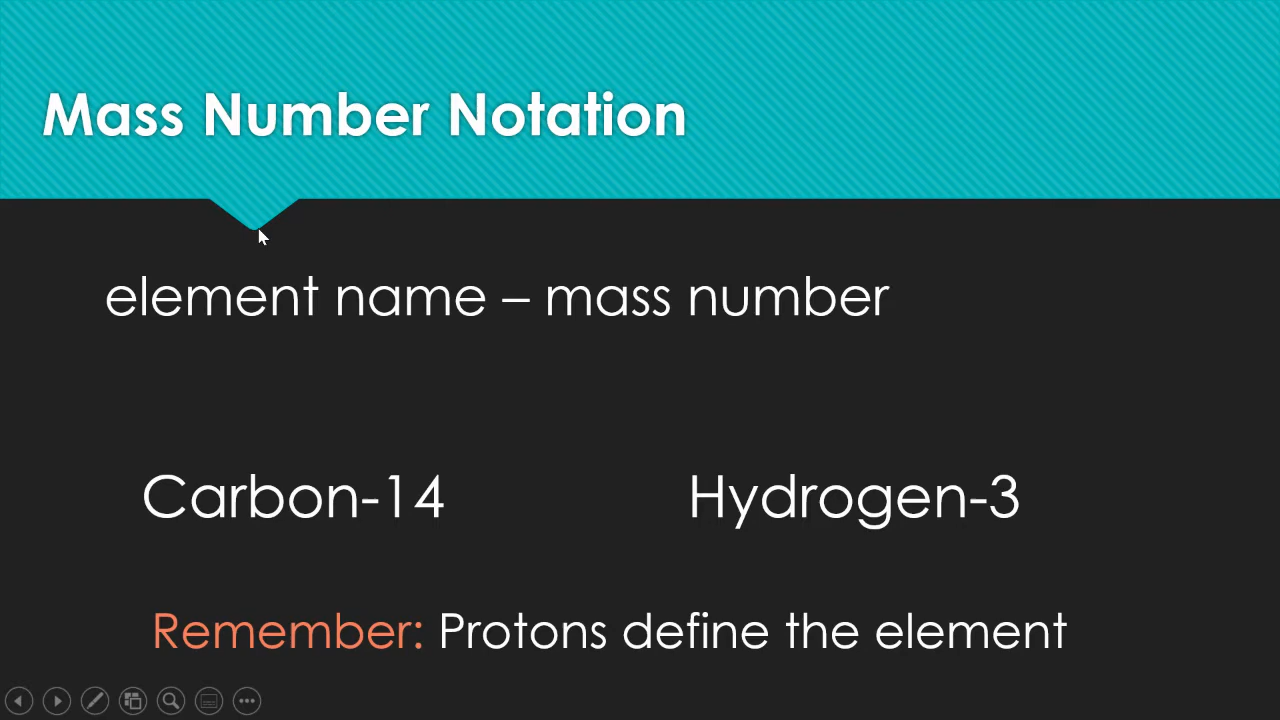 Mass Number Notation
element name – mass number
Carbon-14 Hydrogen-3
Remember: Protons define the element